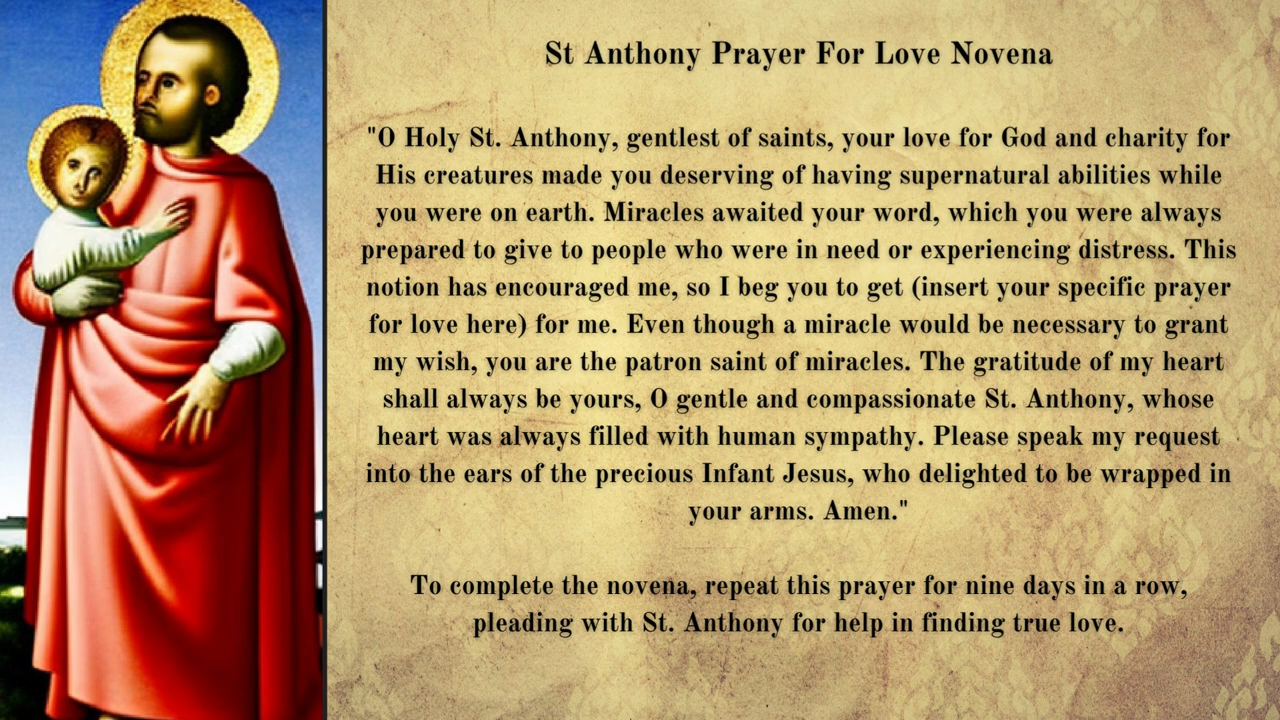 St Anthony Prayer For Love Novena
"O Holy St. Anthony, gentlest of saints, your love for God and charity for
His creatures made you deserving of having supernatural abilities while
you were on earth. Miracles awaited your word, which you were always
prepared to give to people who were in need or experiencing distress. This
notion has encouraged me, so I beg you to get (insert your specific prayer
for love here) for me. Even though a miracle would be necessary to grant
my wish, you are the patron saint of miracles. The gratitude of my heart
shall always be yours, O gentle and compassionate St. Anthony, whose
heart was always filled with human sympathy. Please speak my request
into the ears of the precious Infant Jesus, who delighted to be wrapped in
your arms. Amen."
To complete the novena, repeat this prayer for nine days in a row,
pleading with St. Anthony for help in finding true love.